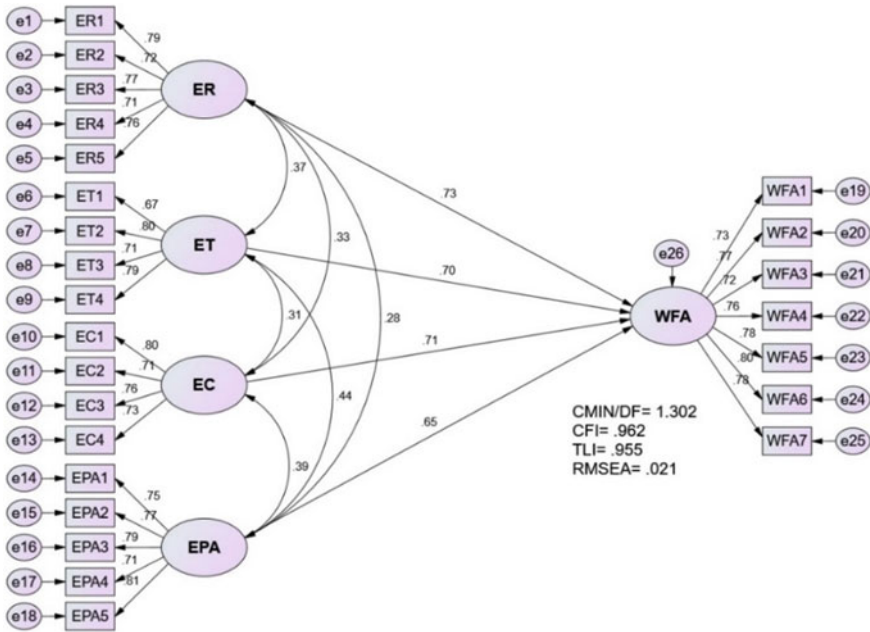 e1 ER1
.79
e2 ER2
.72
e3 ER3
.77
ER
e4 ER4
.71
e5 ER5
.76
.37
.73
e6 ET1
.67
e7 ET2
.80
ET
e8 ET3
.71
e9 ET4
.79
.33
.70
.31
.28
e10 EC1
.80
e11 EC2
.71
EC
e12 EC3
.76
e13 EC4
.73
.71
.44
.65
.39
e14 EPA1
.75
e15 EPA2
.77
e16 EPA3
.79
EPA
e17 EPA4
.71
e18 EPA5
.81
e26
WFA
WFA1 e19
.73
WFA2 e20
.77
WFA3 e21
.72
WFA4 e22
.76
WFA5 e23
.78
WFA6 e24
.80
WFA7 e25
.78
CMIN/DF= 1.302
CFI= .962
TLI= .955
RMSEA= .021